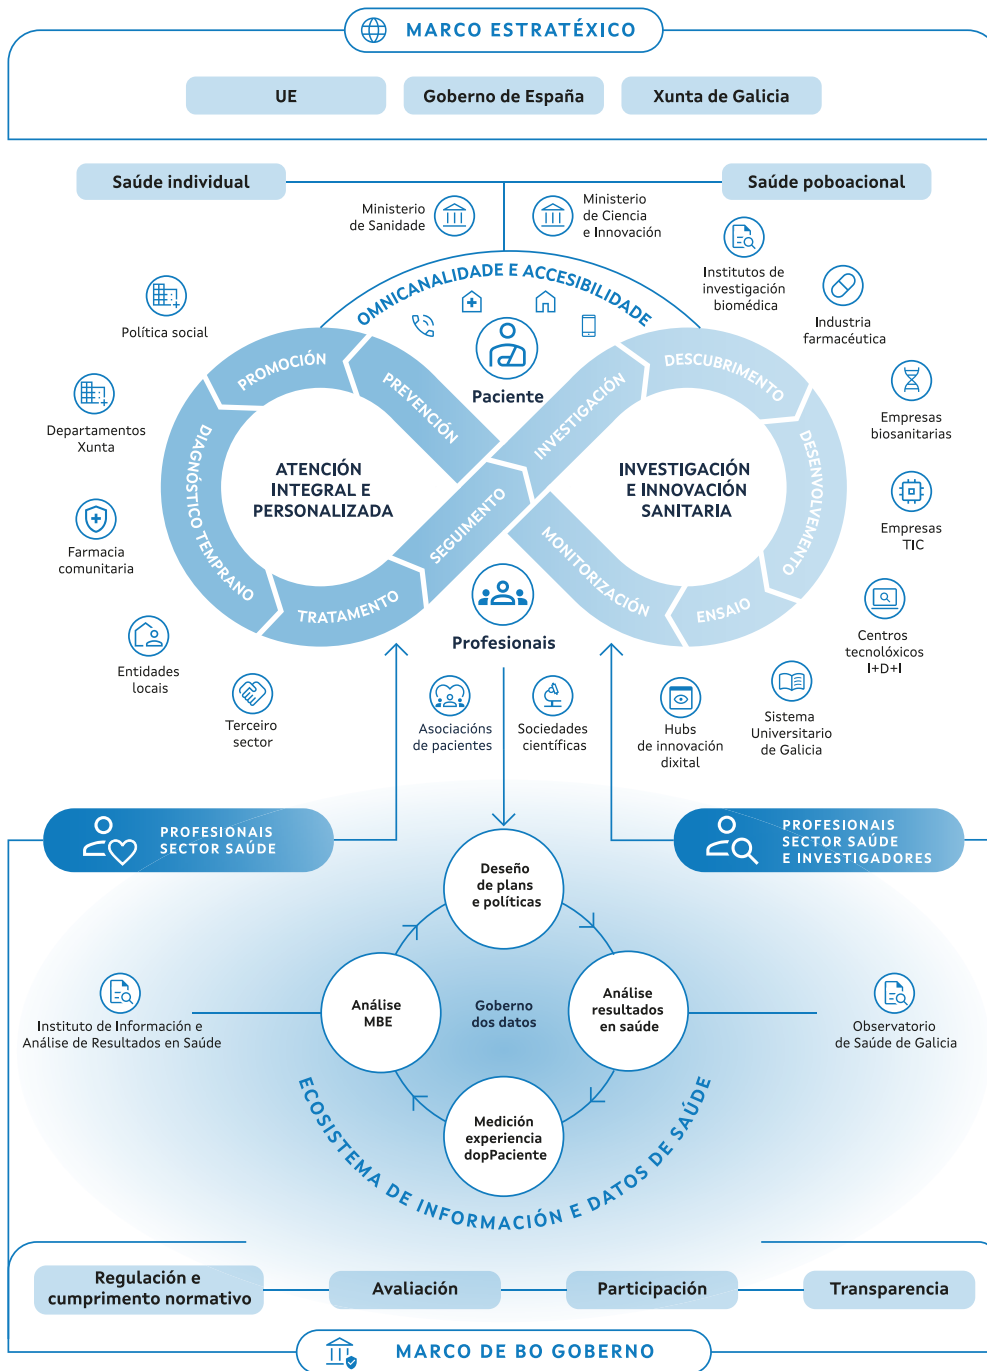 MARCO ESTRATÉXICO
UE
Goberno de España
Xunta de Galicia
Saúde individual
Saúde poboacional
Ministerio
de Sanidade
Ministerio
de Ciencia
e Innovación
OMNICANALIDADE E ACCESIBILIDADE
Institutos de
investigación
biomédica
Política social
Industria
farmacéutica
Departamentos
Xunta
Empresas
biosanitarias
Farmacia
comunitaria
Empresas
TIC
Entidades
locais
Centros
tecnolóxicos
I+D+I
Terceiro
sector
Asociacións
de pacientes
Sociedades
científicas
Hubs
de innovación
dixital
Sistema
Universitario
de Galicia
Paciente
PROMOCIÓN
PREVENCIÓN
DIAGNÓSTICO TEMPRANO
TRATAMENTO
SEGUIMENTO
INVESTIGACIÓN
DESCUBRIMENTO
DESENVOLVEMENTO
ENSAIO
MONITORIZACIÓN
ATENCIÓN
INTEGRAL E
PERSONALIZADA
INVESTIGACIÓN
E INNOVACIÓN
SANITARIA
Profesionais
PROFESIONAIS
SECTOR SAÚDE
PROFESIONAIS
SECTOR SAÚDE
E INVESTIGADORES
Deseño
de plans
e políticas
Análise
MBE
Goberno
dos datos
Análise
resultados
en saúde
Medición
experiencia
dopPaciente
Instituto de Información e
Análise de Resultados en Saúde
Observatorio
de Saúde de Galicia
ECOSISTEMA DE INFORMACIÓN E DATOS DE SAÚDE
Regulación e
cumprimento normativo
Avaliación
Participación
Transparencia
MARCO DE BO GOBERNO